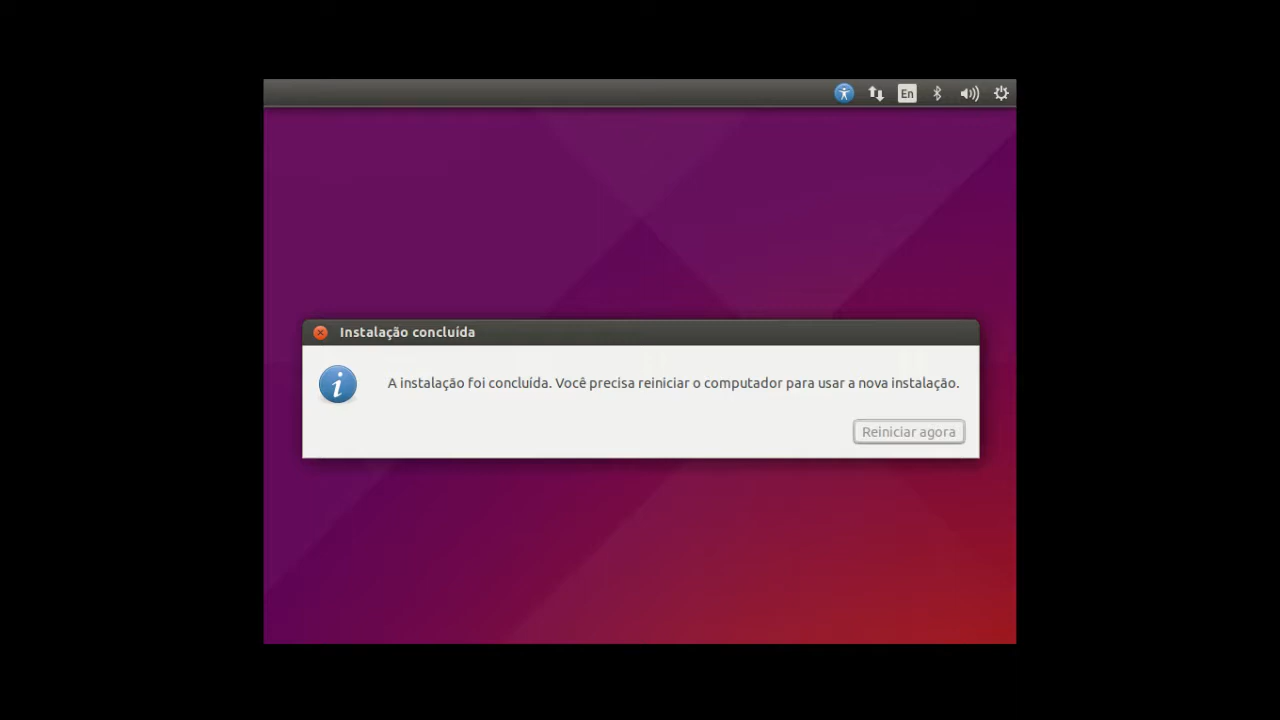 En
Instalação concluída
A instalação foi concluída. Você precisa reiniciar o computador para usar a nova instalação.
Reiniciar agora